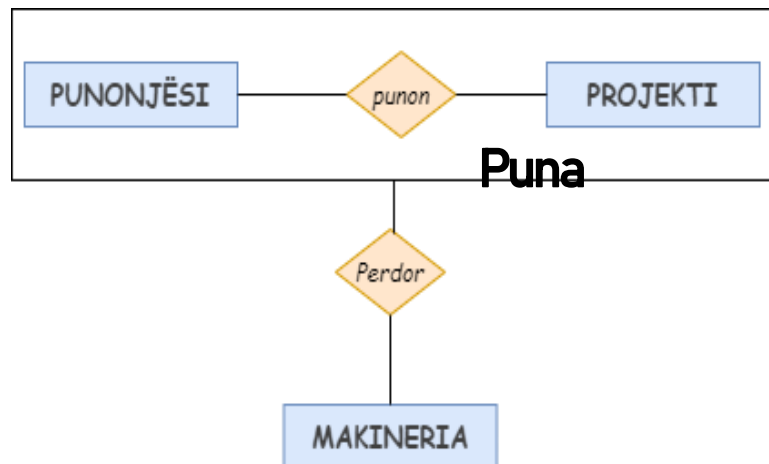 PUNONJËSI
punon
PROJEKTI
Puna
Perdor
MAKINERIA